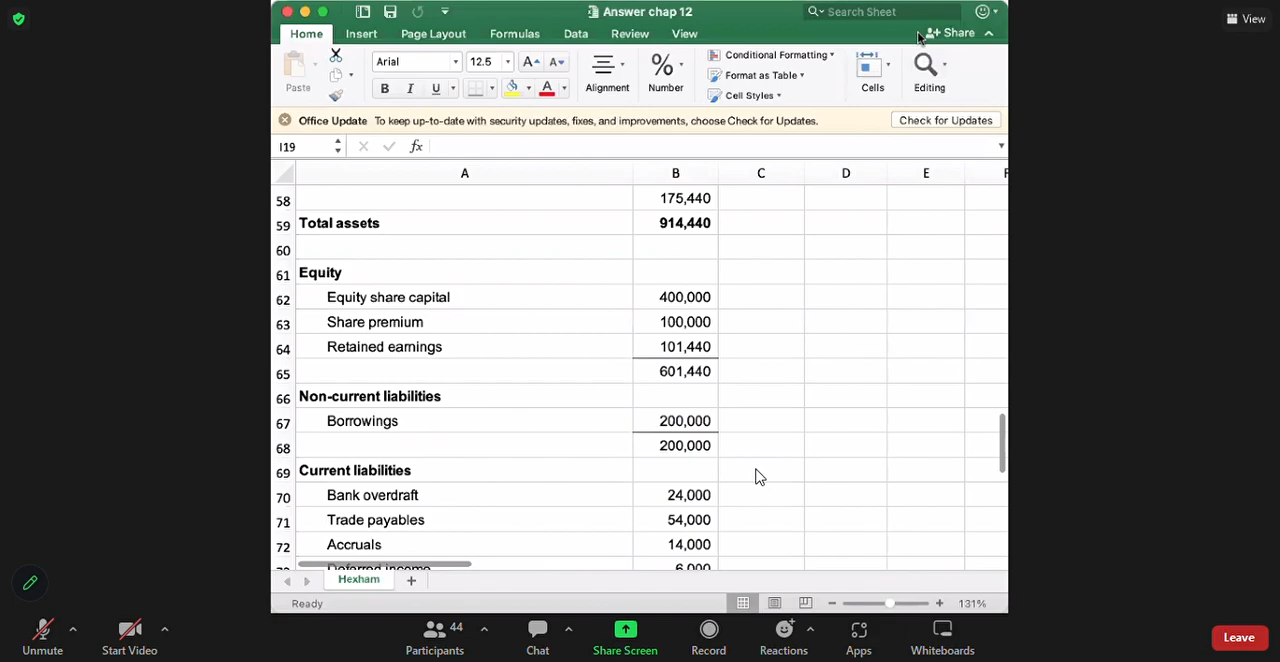 Answer chap 12
Search Sheet
View
Home Insert Page Layout Formulas Data Review View Share
Paste
Arial 12.5 A A
B I U A
Alignment
%
Number
Conditional Formatting
Format as Table
Cell Styles
Cells
Editing
Office Update To keep up-to-date with security updates, fixes, and improvements, choose Check for Updates. Check for Updates
I19 fx
A B C D E F
58 175,440
59 Total assets 914,440
60
61 Equity
62 Equity share capital 400,000
63 Share premium 100,000
64 Retained earnings 101,440
65 601,440
66 Non-current liabilities
67 Borrowings 200,000
68 200,000
69 Current liabilities
70 Bank overdraft 24,000
71 Trade payables 54,000
72 Accruals 14,000
73 Deferred income 6,000
Hexham +
Ready 131%
Unmute Start Video Participants 44 Chat Share Screen Record Reactions Apps Whiteboards Leave